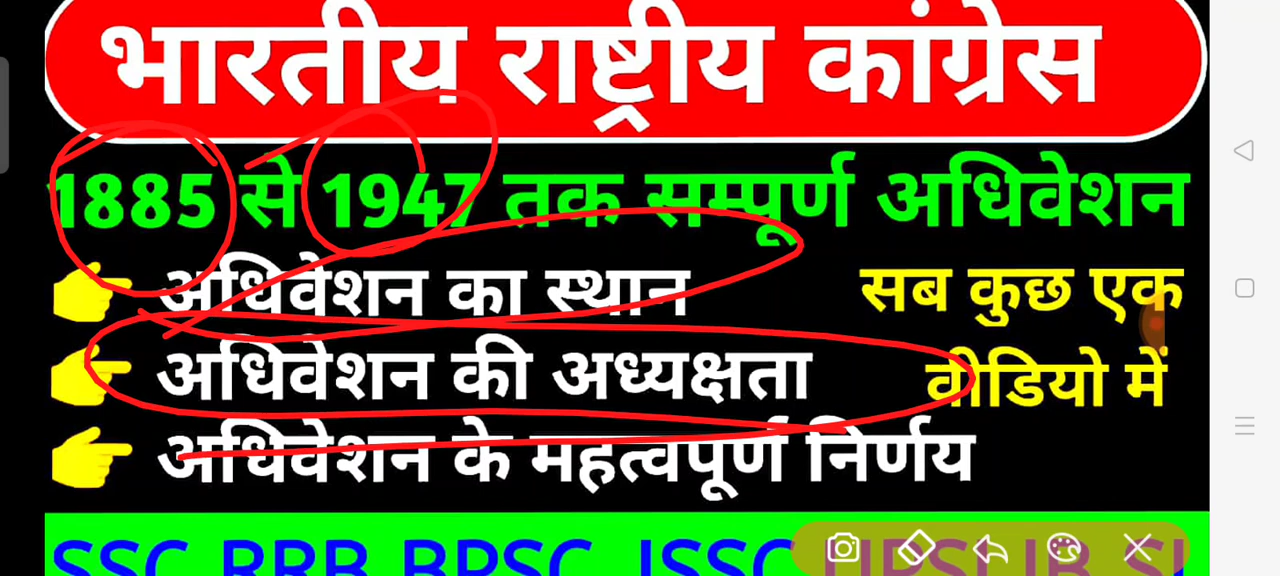 भारतीय राष्ट्रीय कांग्रेस
1885 से 1947 तक सम्पूर्ण अधिवेशन
अधिवेशन का स्थान
सब कुछ एक
अधिवेशन की अध्यक्षता
वीडियो में
अधिवेशन के महत्वपूर्ण निर्णय
SSC RRB BPSC JSSC